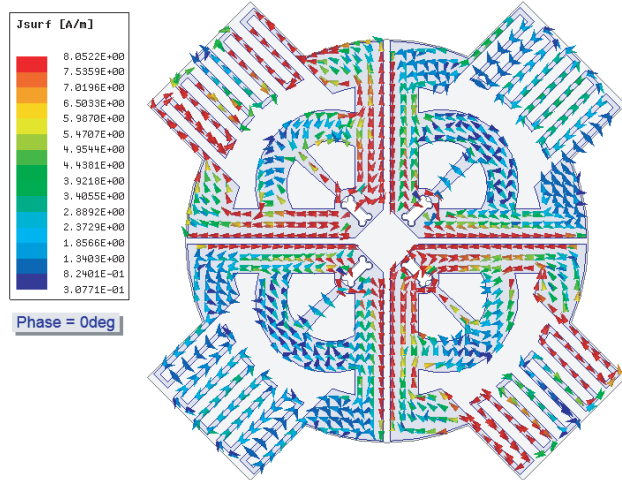 Jsurf [A/m]
8.0522E+00
7.5359E+00
7.0196E+00
6.5033E+00
5.9870E+00
5.4707E+00
4.9544E+00
4.4381E+00
3.9218E+00
3.4055E+00
2.8892E+00
2.3729E+00
1.8566E+00
1.3403E+00
8.2401E-01
3.0771E-01
Phase = 0deg